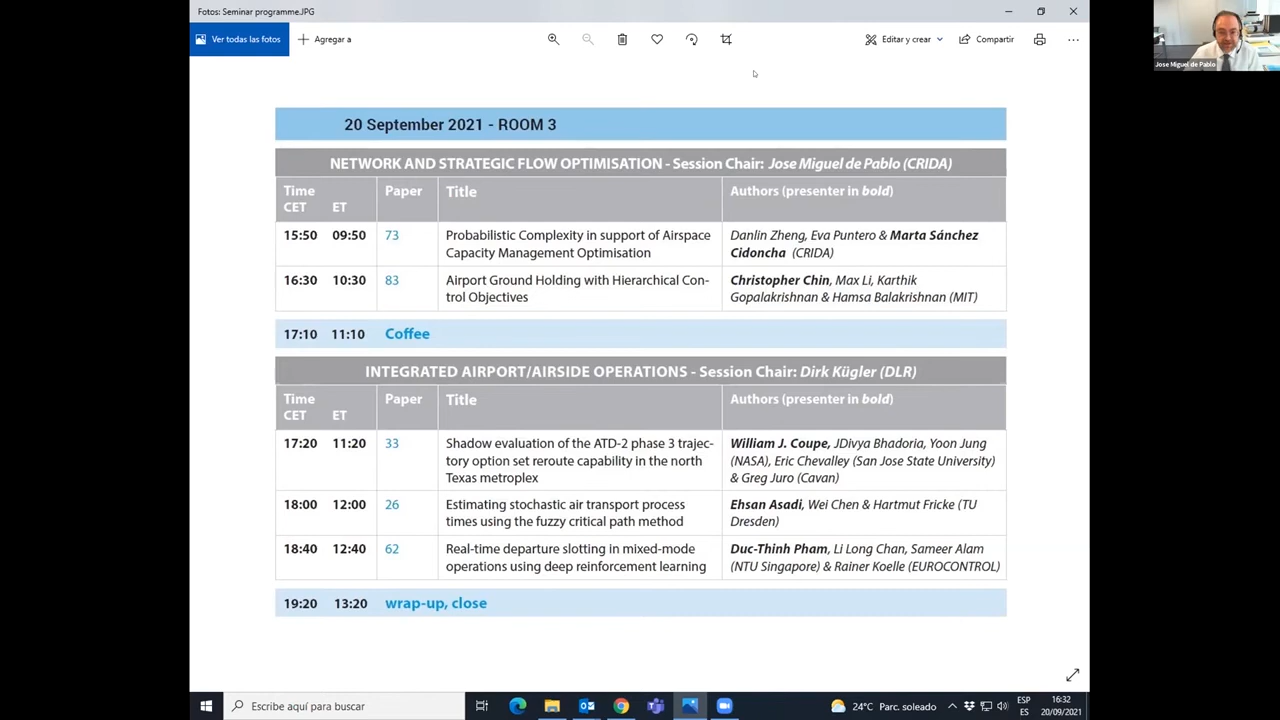 Fotos: Seminar programme.JPG
Ver todas las fotos
Agregar a
Editar y crear
Compartir
Jose Miguel de Pablo
20 September 2021 - ROOM 3
NETWORK AND STRATEGIC FLOW OPTIMISATION - Session Chair: Jose Miguel de Pablo (CRIDA)
Time Paper Title Authors (presenter in bold)
CET ET
15:50 09:50 73 Probabilistic Complexity in support of Airspace Danlin Zheng, Eva Puntero & Marta Sánchez
Capacity Management Optimisation Cidoncha (CRIDA)
16:30 10:30 83 Airport Ground Holding with Hierarchical Con- Christopher Chin, Max Li, Karthik
trol Objectives Gopalakrishnan & Hamsa Balakrishnan (MIT)
17:10 11:10 Coffee
INTEGRATED AIRPORT/AIRSIDE OPERATIONS - Session Chair: Dirk Kügler (DLR)
Time Paper Title Authors (presenter in bold)
CET ET
17:20 11:20 33 Shadow evaluation of the ATD-2 phase 3 trajec- William J. Coupe, JDivya Bhadoria, Yoon Jung
tory option set reroute capability in the north (NASA), Eric Chevalley (San Jose State University)
Texas metroplex & Greg Juro (Cavan)
18:00 12:00 26 Estimating stochastic air transport process Ehsan Asadi, Wei Chen & Hartmut Fricke (TU
times using the fuzzy critical path method Dresden)
18:40 12:40 62 Real-time departure slotting in mixed-mode Duc-Thinh Pham, Li Long Chan, Sameer Alam
operations using deep reinforcement learning (NTU Singapore) & Rainer Koelle (EUROCONTROL)
19:20 13:20 wrap-up, close
Escribe aquí para buscar
24°C Parc. soleado
ESP 16:32
ES 20/09/2021